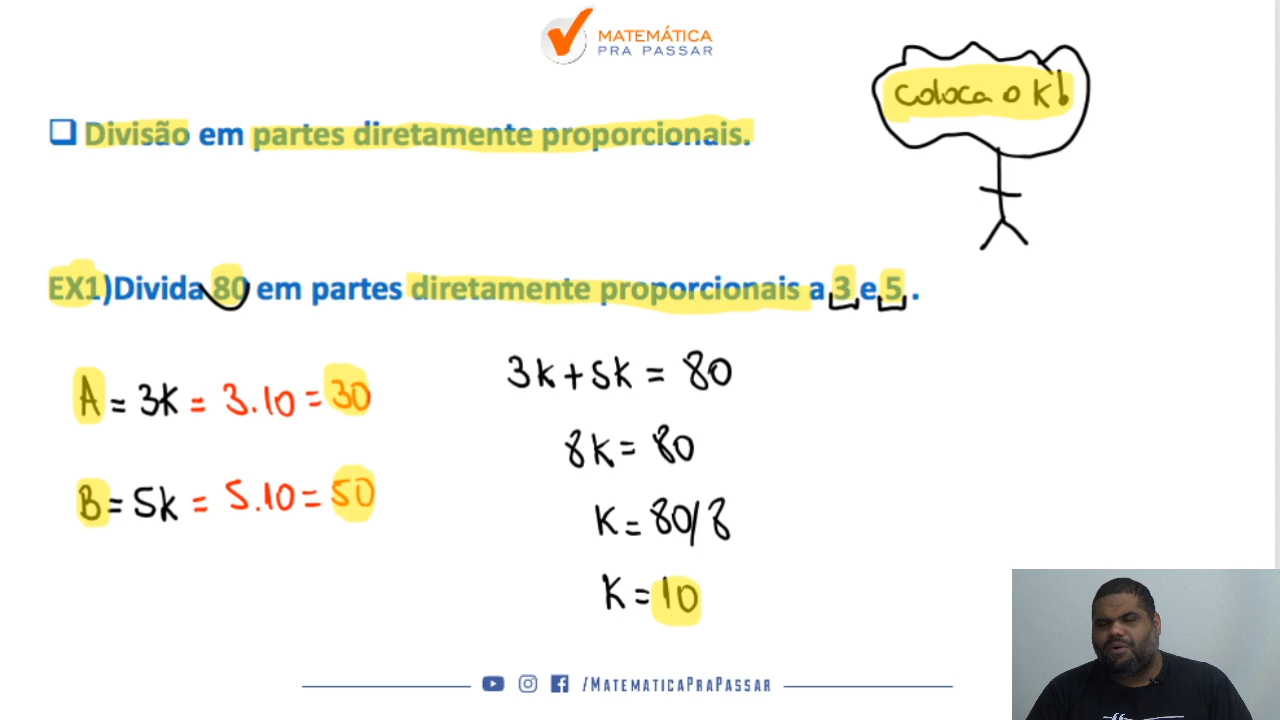 MATEMÁTICA
PRA PASSAR
coloca o k!
Divisão em partes diretamente proporcionais.
EX1)Divida 80 em partes diretamente proporcionais a 3 e 5 .
A = 3k = 3.10 = 30
B = 5k = 5.10 = 50
3k + 5k = 80
8k = 80
k = 80/8
k = 10
/MATEMATICAPRAPASSAR